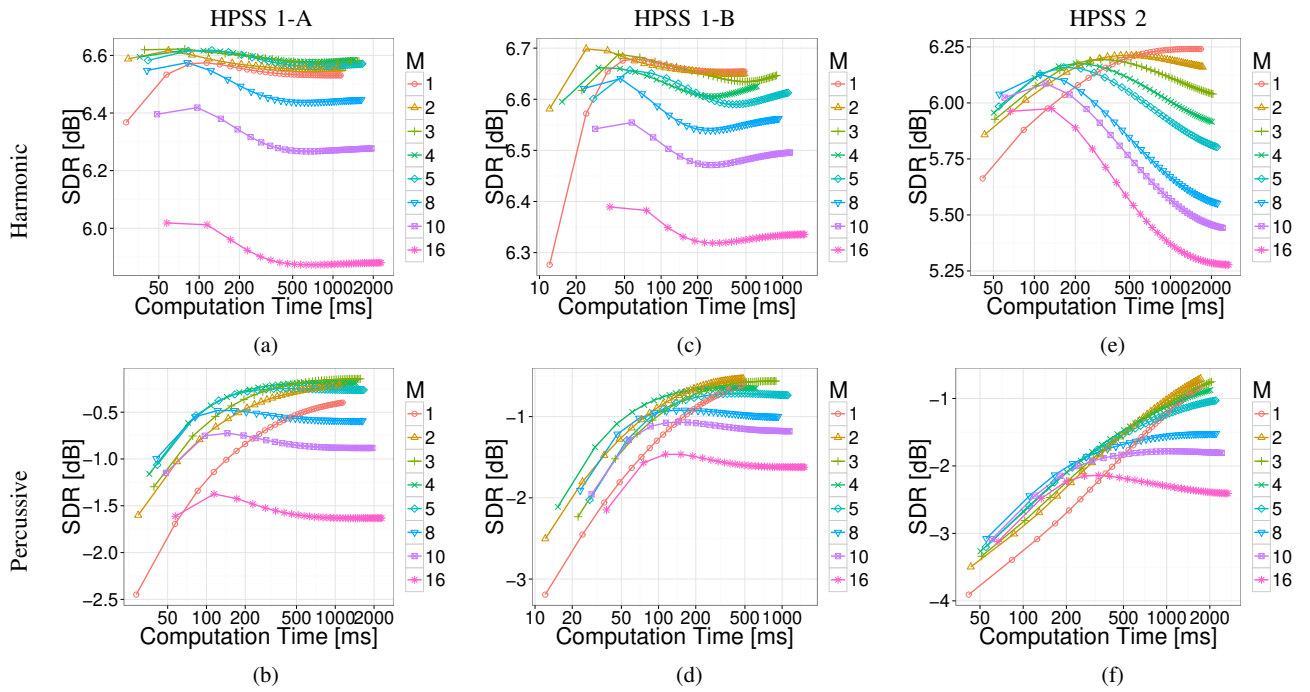 HPSS 1-A
HPSS 1-B
HPSS 2
Harmonic
SDR [dB]
6.6
6.4
6.2
6.0
50 100 200 500 1000 2000
Computation Time [ms]
M
1
2
3
4
5
8
10
16
(a)
SDR [dB]
6.7
6.6
6.5
6.4
6.3
10 20 50 100 200 500 1000
Computation Time [ms]
M
1
2
3
4
5
8
10
16
(c)
SDR [dB]
6.25
6.00
5.75
5.50
5.25
50 100 200 500 1000 2000
Computation Time [ms]
M
1
2
3
4
5
8
10
16
(e)
Percussive
SDR [dB]
−0.5
−1.0
−1.5
−2.0
−2.5
50 100 200 500 1000 2000
Computation Time [ms]
M
1
2
3
4
5
8
10
16
(b)
SDR [dB]
−1
−2
−3
10 20 50 100 200 500 1000
Computation Time [ms]
M
1
2
3
4
5
8
10
16
(d)
SDR [dB]
−1
−2
−3
−4
50 100 200 500 1000 2000
Computation Time [ms]
M
1
2
3
4
5
8
10
16
(f)